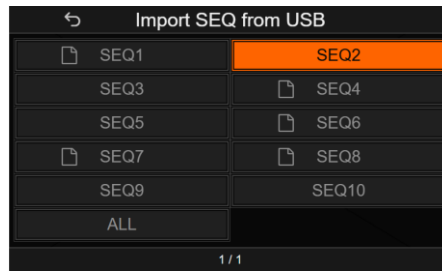 Import SEQ from USB
SEQ1 SEQ2
SEQ3 SEQ4
SEQ5 SEQ6
SEQ7 SEQ8
SEQ9 SEQ10
ALL
1/1